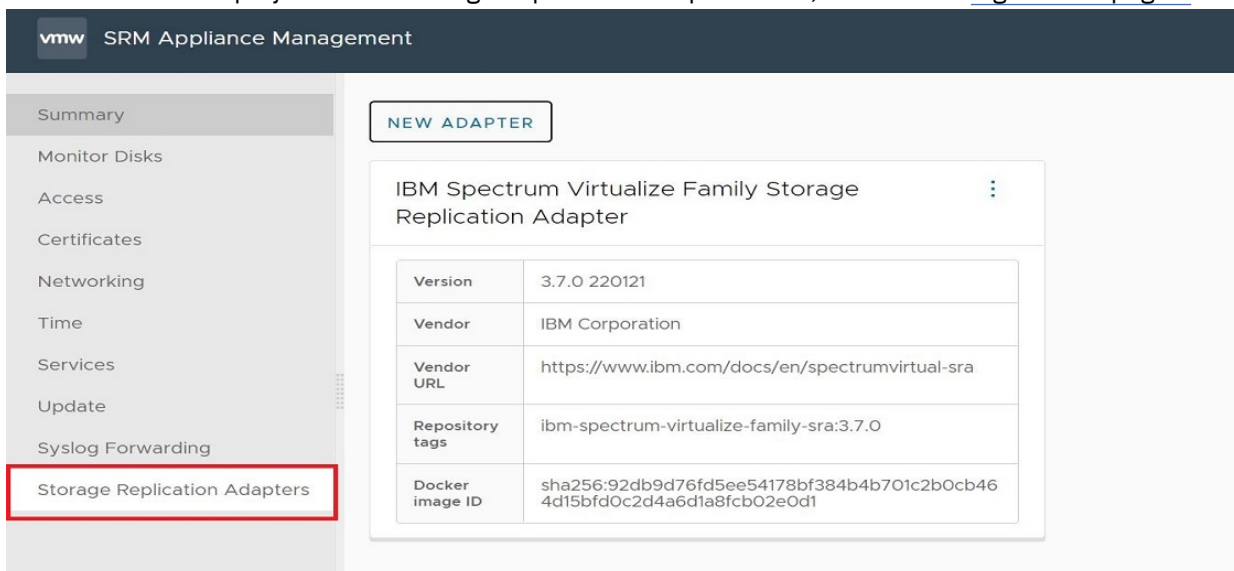 vmw SRM Appliance Management
Summary
Monitor Disks
Access
Certificates
Networking
Time
Services
Update
Syslog Forwarding
Storage Replication Adapters
NEW ADAPTER
IBM Spectrum Virtualize Family Storage
Replication Adapter
Version 3.7.0 220121
Vendor IBM Corporation
Vendor
URL https://www.ibm.com/docs/en/spectrumvirtual-sra
Repository
tags ibm-spectrum-virtualize-family-sra:3.7.0
Docker
image ID sha256:92db9d76fd5ee54178bf384b4b701c2b0cb46
4d15bfd0c2d4a6d1a8fcb02e0d1